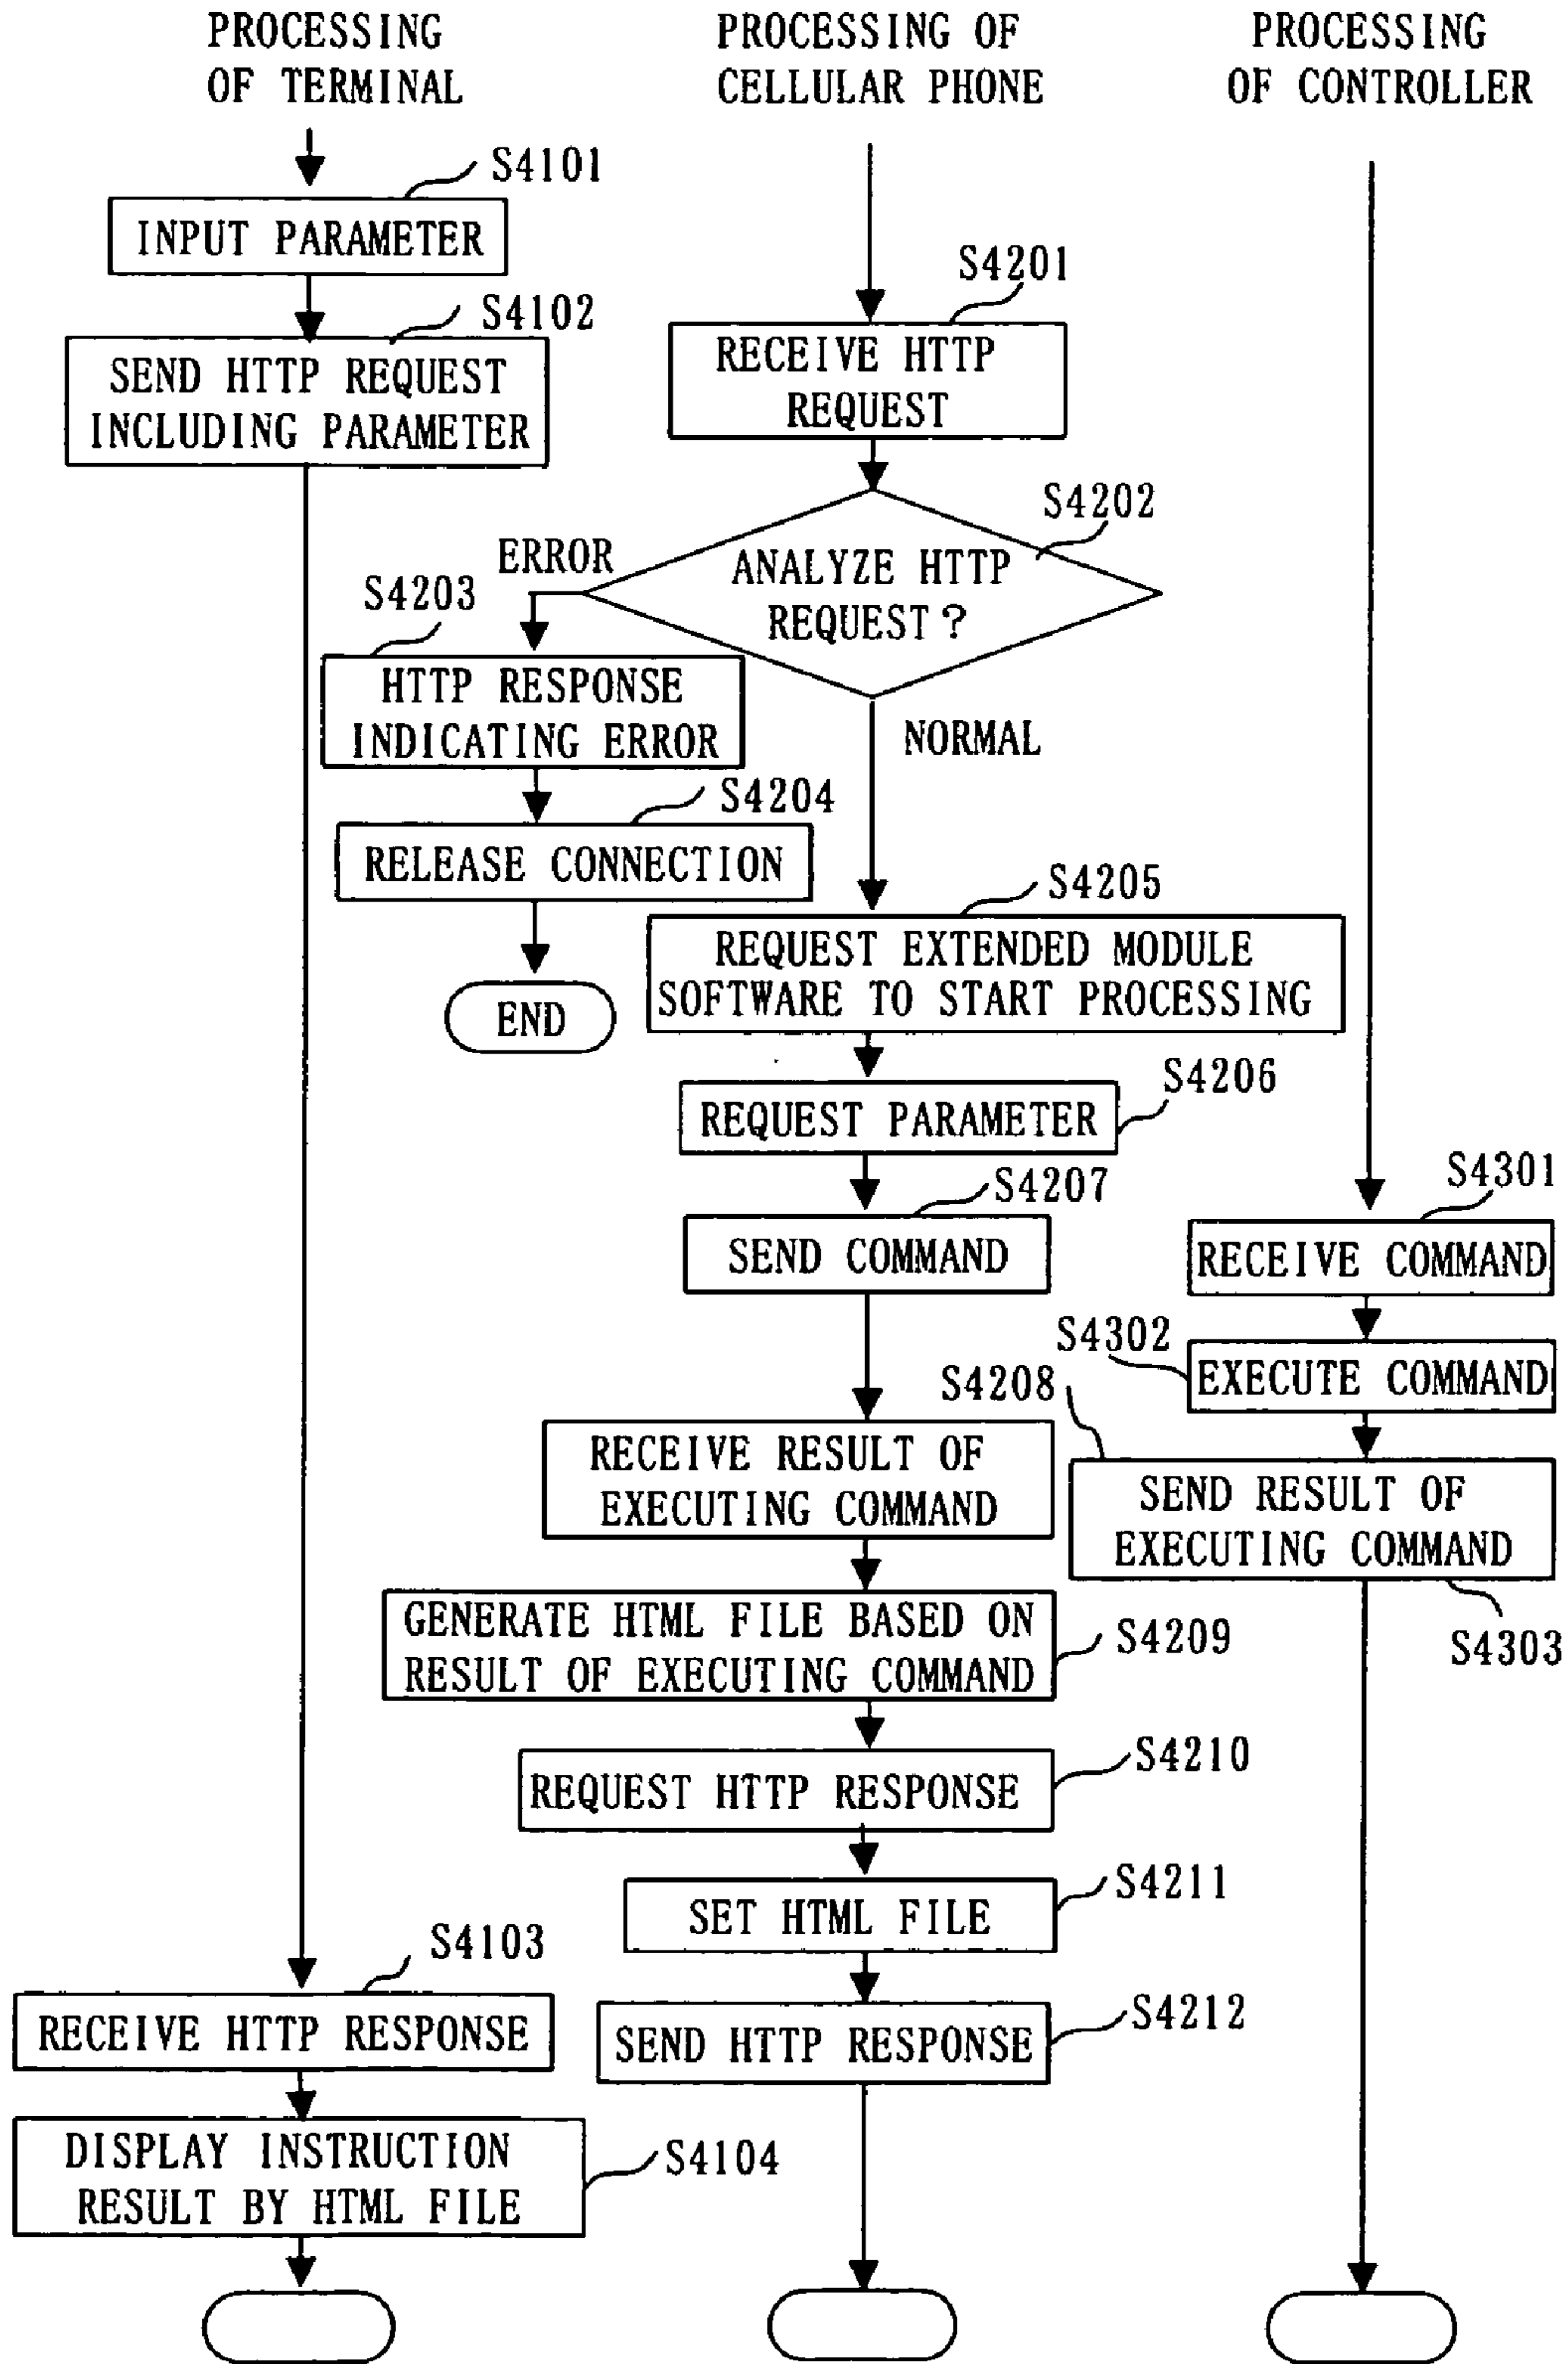 PROCESSING
OF TERMINAL
PROCESSING OF
CELLULAR PHONE
PROCESSING
OF CONTROLLER
S4101
INPUT PARAMETER
S4102
SEND HTTP REQUEST
INCLUDING PARAMETER
S4201
RECEIVE HTTP
REQUEST
S4202
ANALYZE HTTP
REQUEST?
ERROR
S4203
HTTP RESPONSE
INDICATING ERROR
NORMAL
S4204
RELEASE CONNECTION
END
S4205
REQUEST EXTENDED MODULE
SOFTWARE TO START PROCESSING
S4206
REQUEST PARAMETER
S4207
SEND COMMAND
S4301
RECEIVE COMMAND
S4302
EXECUTE COMMAND
S4208
RECEIVE RESULT OF
EXECUTING COMMAND
SEND RESULT OF
EXECUTING COMMAND
S4303
GENERATE HTML FILE BASED ON
RESULT OF EXECUTING COMMAND
S4209
REQUEST HTTP RESPONSE
S4210
SET HTML FILE
S4211
S4103
RECEIVE HTTP RESPONSE
SEND HTTP RESPONSE
S4212
DISPLAY INSTRUCTION
RESULT BY HTML FILE
S4104